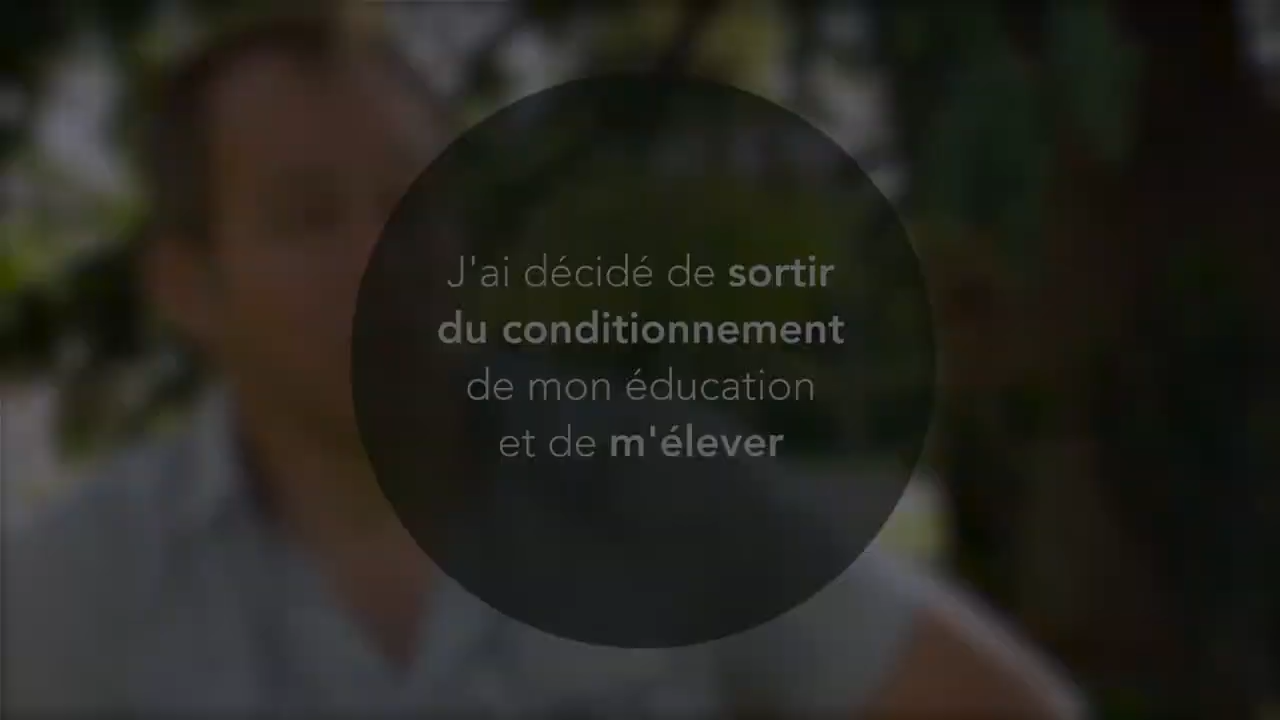 J'ai décidé de sortir
du conditionnement
de mon éducation
et de m'élever